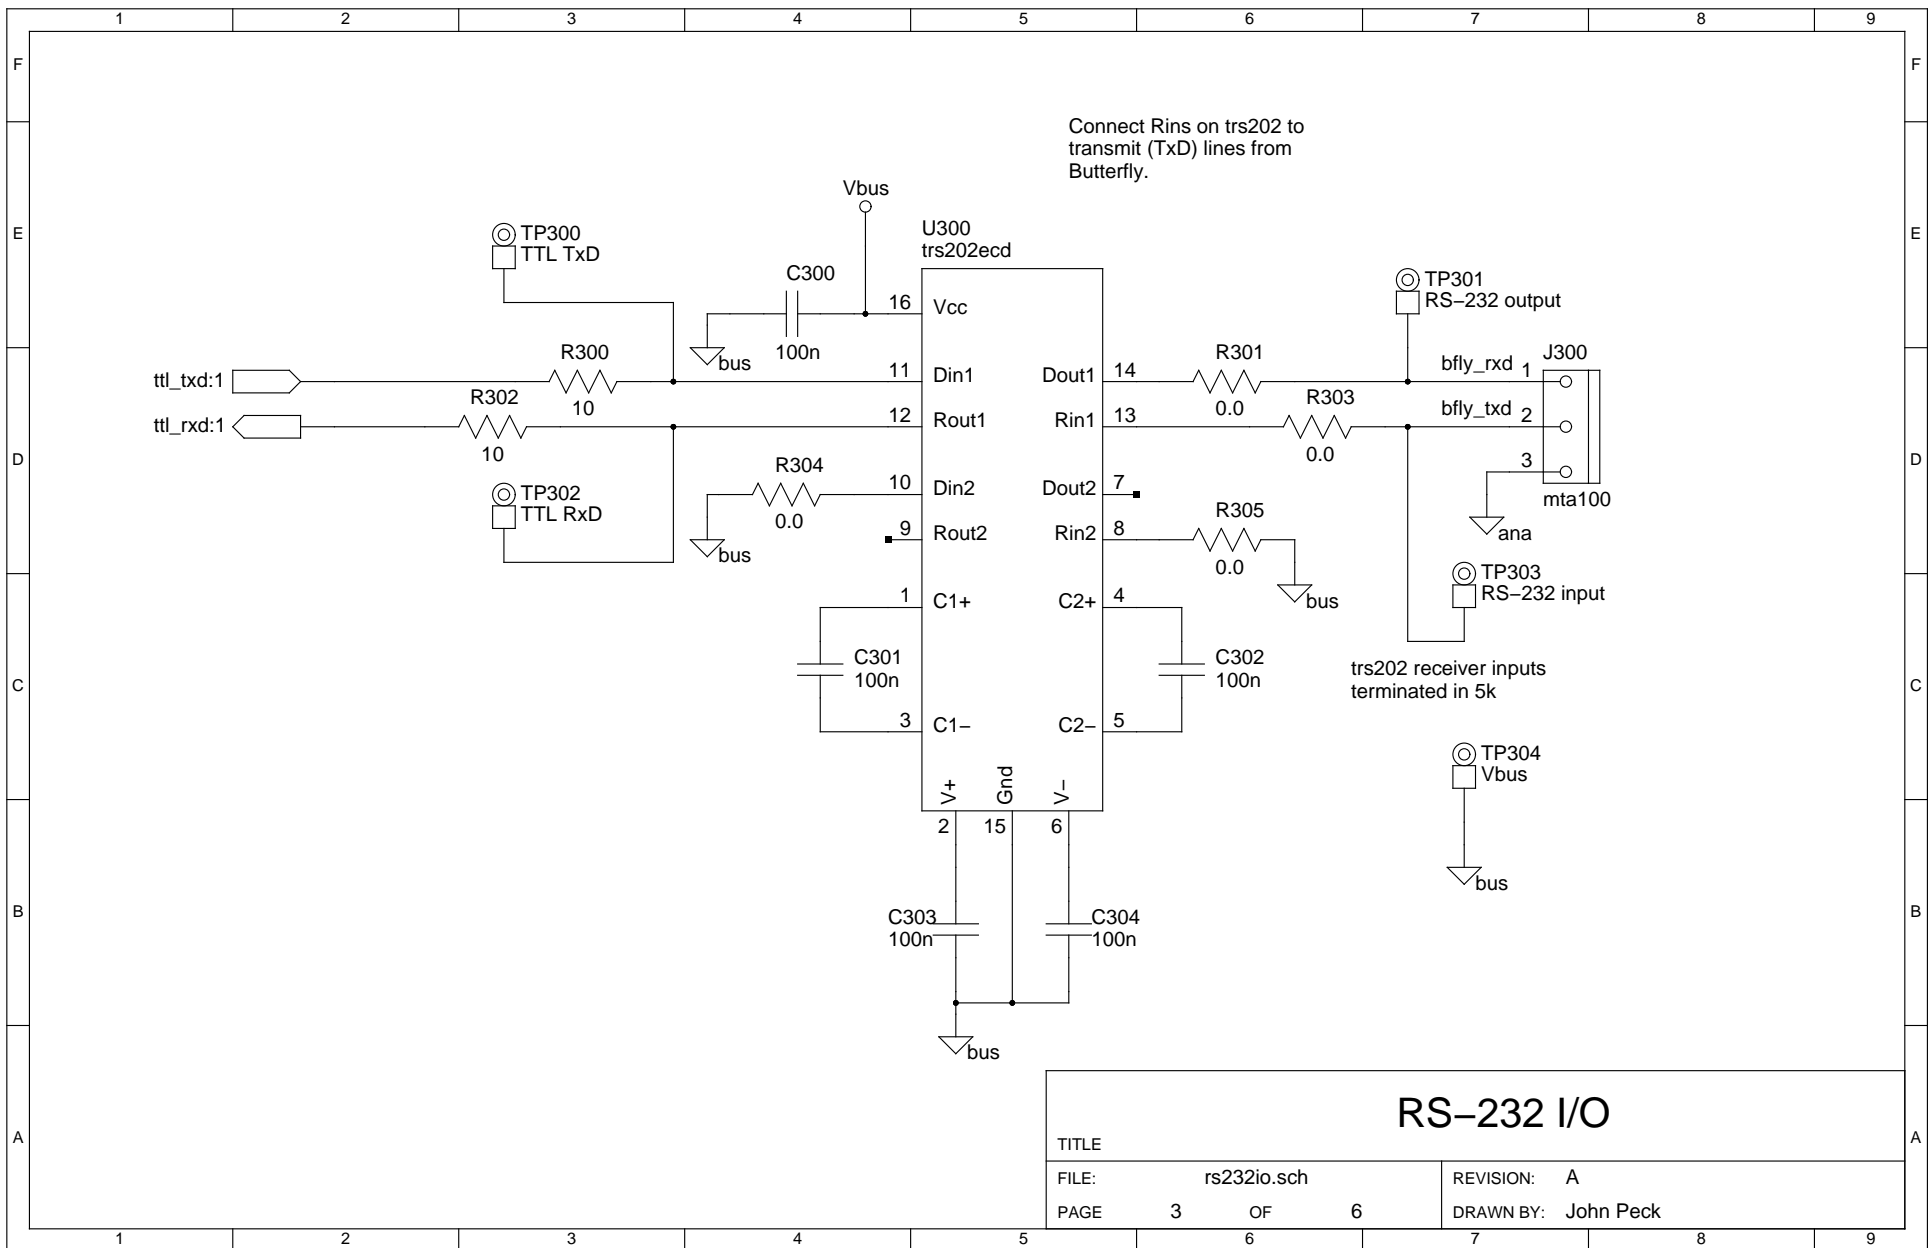 1 2 3 4 5 6 7 8 9
F F
Connect Rins on trs202 to
transmit (TxD) lines from
Butterfly.
Vbus
E E
TP300
TTL TxD
U300
trs202ecd
C300
100n
bus
16 Vcc
TP301
RS−232 output
ttl_txd:1
R300
10
11 Din1
Dout1 14
R301
0.0
bfly_rxd 1
J300
ttl_rxd:1
R302
10
12 Rout1
Rin1 13
R303
0.0
bfly_txd 2
3
mta100
ana
D D
TP302
TTL RxD
R304
0.0
bus
10 Din2
Dout2 7
9 Rout2
Rin2 8
R305
0.0
bus
TP303
RS−232 input
1 C1+
C2+ 4
C301
100n
C302
100n
trs202 receiver inputs
terminated in 5k
C C
3 C1−
C2− 5
TP304
Vbus
bus
V+ Gnd V−
2 15 6
B B
C303
100n
C304
100n
bus
A A
RS−232 I/O
TITLE
FILE: rs232io.sch REVISION: A
PAGE 3 OF 6 DRAWN BY: John Peck
1 2 3 4 5 6 7 8 9